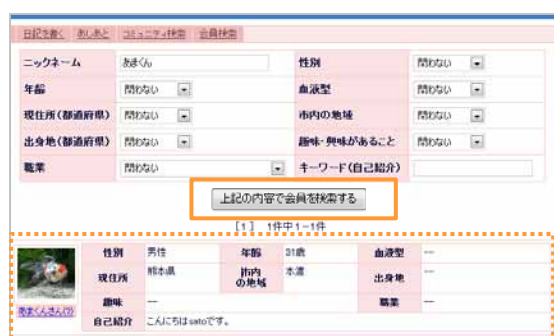 日記を書く あしあと コミュニティ検索 会員検索
ニックネーム あまくん 性別 問わない
年齢 問わない 血液型 問わない
現住所(都道府県) 問わない 市内の地域 問わない
出身地(都道府県) 問わない 趣味・興味があること 問わない
職業 問わない キーワード(自己紹介)
上記の内容で会員を検索する
[1] 1件中1-1件
性別 男性 年齢 31歳 血液型 ---
現住所 熊本県 市内の地域 本渡 出身地 ---
趣味 --- 職業 ---
あまくんさん(2)
自己紹介 こんにちは satoです。